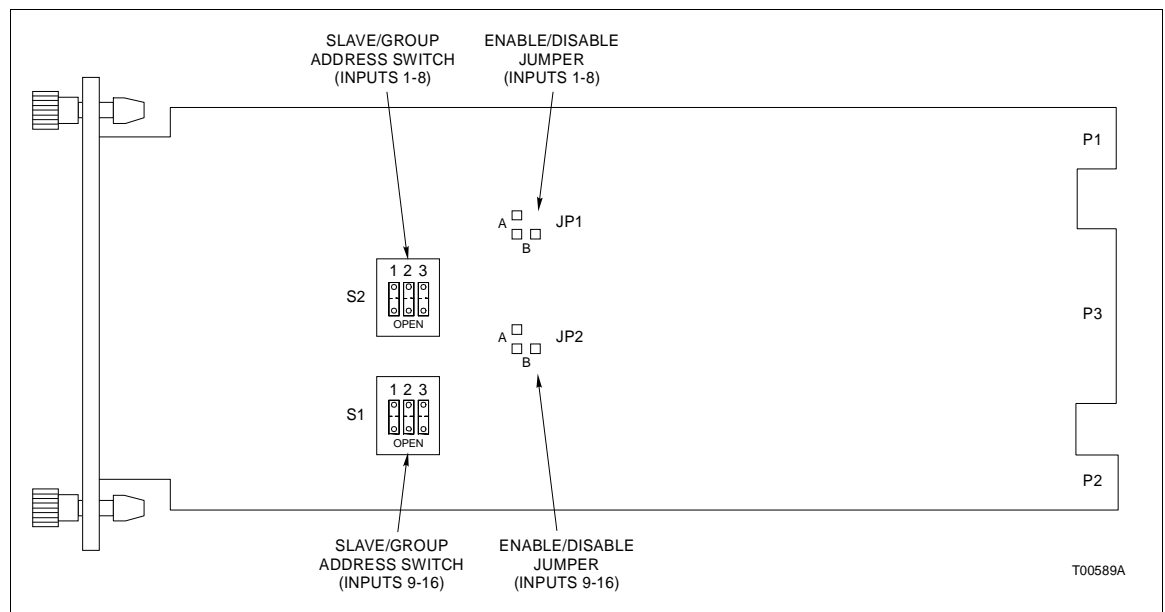 SLAVE/GROUP
ADDRESS SWITCH
(INPUTS 1-8)
ENABLE/DISABLE
JUMPER
(INPUTS 1-8)
P1
A
JP1
B
1 2 3
S2
OPEN
P3
A
JP2
B
1 2 3
S1
OPEN
P2
SLAVE/GROUP
ADDRESS SWITCH
(INPUTS 9-16)
ENABLE/DISABLE
JUMPER
(INPUTS 9-16)
T00589A